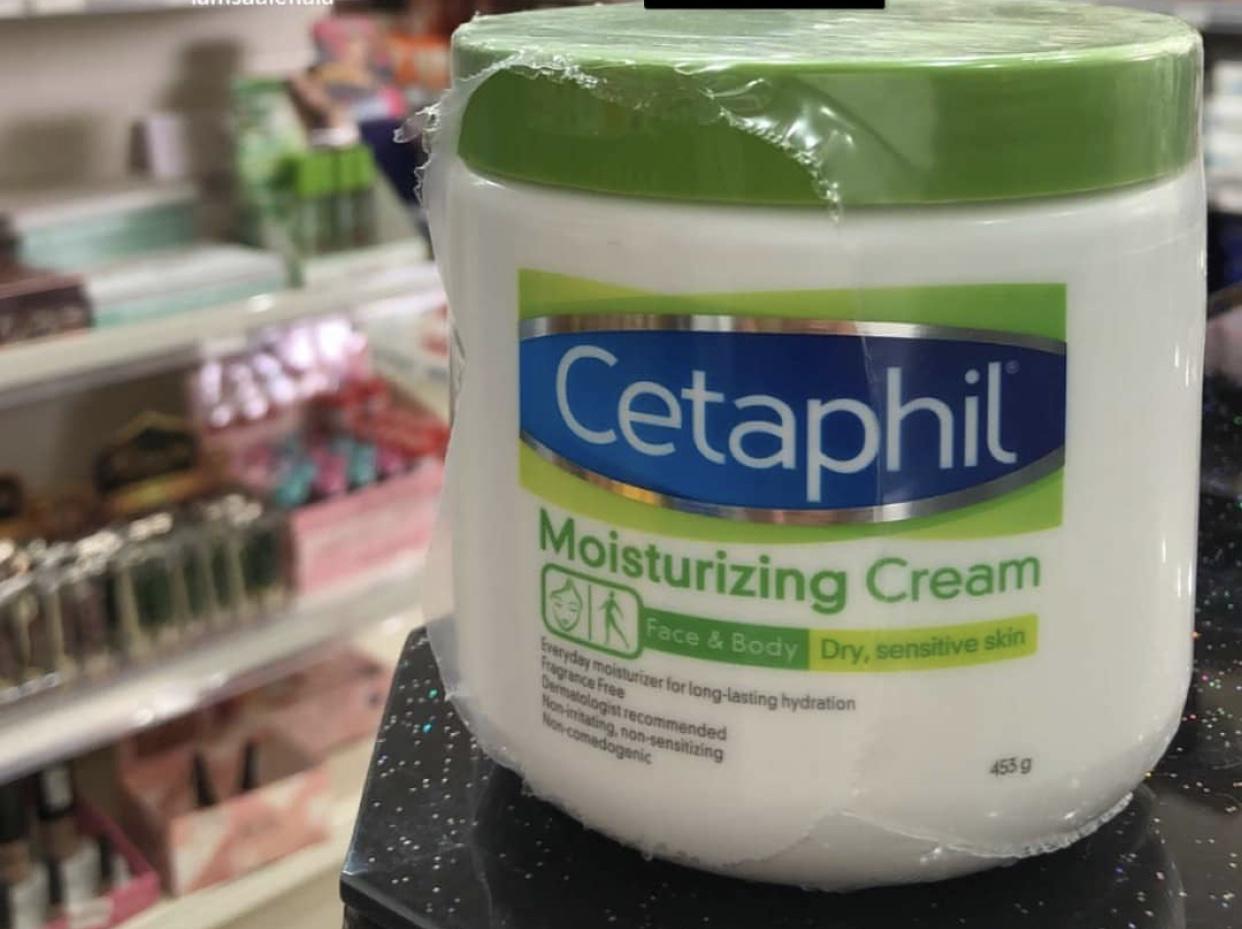 Cetaphil®
Moisturizing Cream
Face & Body Dry, sensitive skin
Everyday moisturizer for long-lasting hydration
Fragrance Free
Dermatologist recommended
Non-irritating, non-sensitizing
Non-comedogenic
453 g